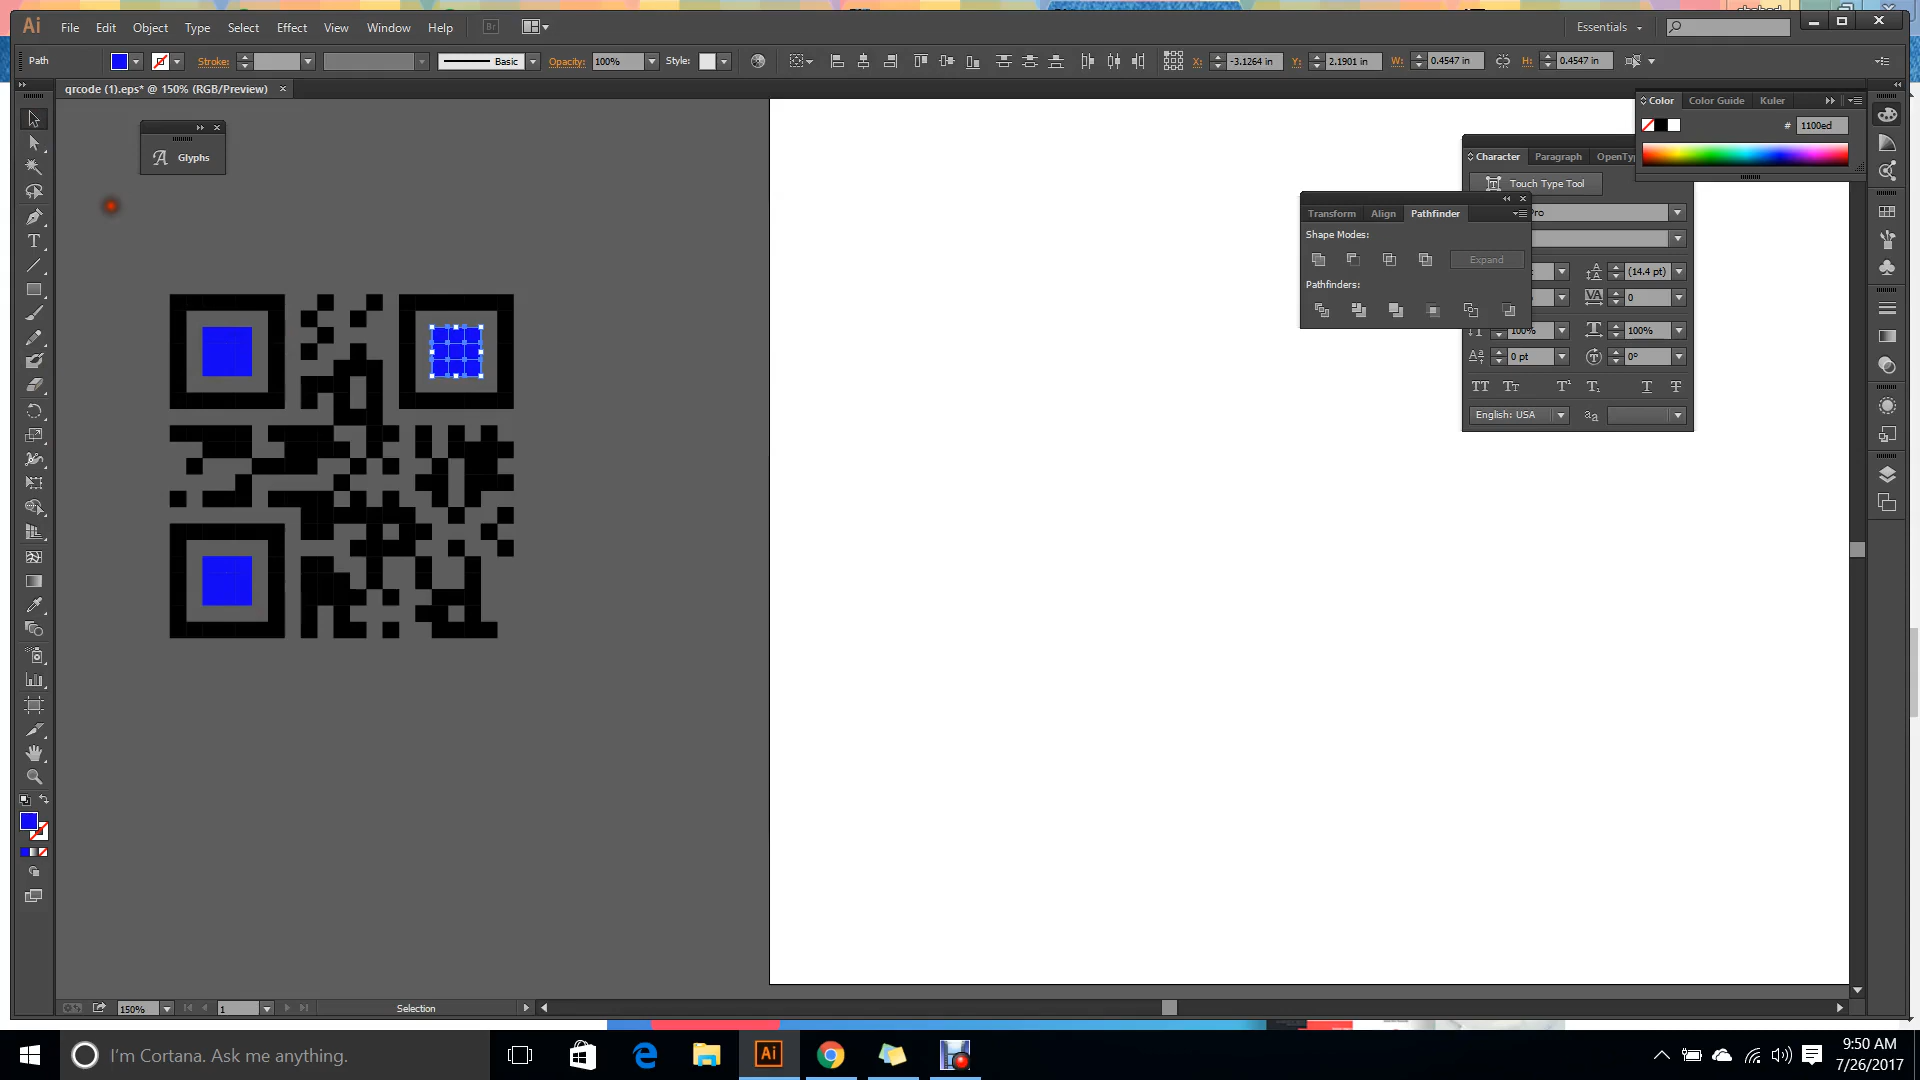 Ai File Edit Object Type Select Effect View Window Help Br Essentials
Path Stroke: Basic Opacity: 100% Style: X: -3.1264 in Y: 2.1901 in W: 0.4547 in H: 0.4547 in
qrcode (1).eps* @ 150% (RGB/Preview)
Color Color Guide Kuler
# 1100ed
Glyphs
Character Paragraph OpenTyp
Touch Type Tool
Transform Align Pathfinder
Shape Modes:
Expand
Pathfinders:
(14.4 pt)
VA 0
100% 100%
0 pt 0°
English: USA
150% 1 Selection
I'm Cortana. Ask me anything.
Ai
9:50 AM
7/26/2017